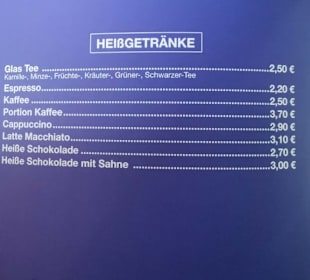 HEIßGETRÄNKE
Glas Tee 2,50 €
Kamille-, Minze-, Früchte-, Kräuter-, Grüner-, Schwarzer-Tee
Espresso 2,20 €
Kaffee 2,50 €
Portion Kaffee 3,70 €
Cappuccino 2,90 €
Latte Macchiato 3,10 €
Heiße Schokolade 2,70 €
Heiße Schokolade mit Sahne 3,00 €